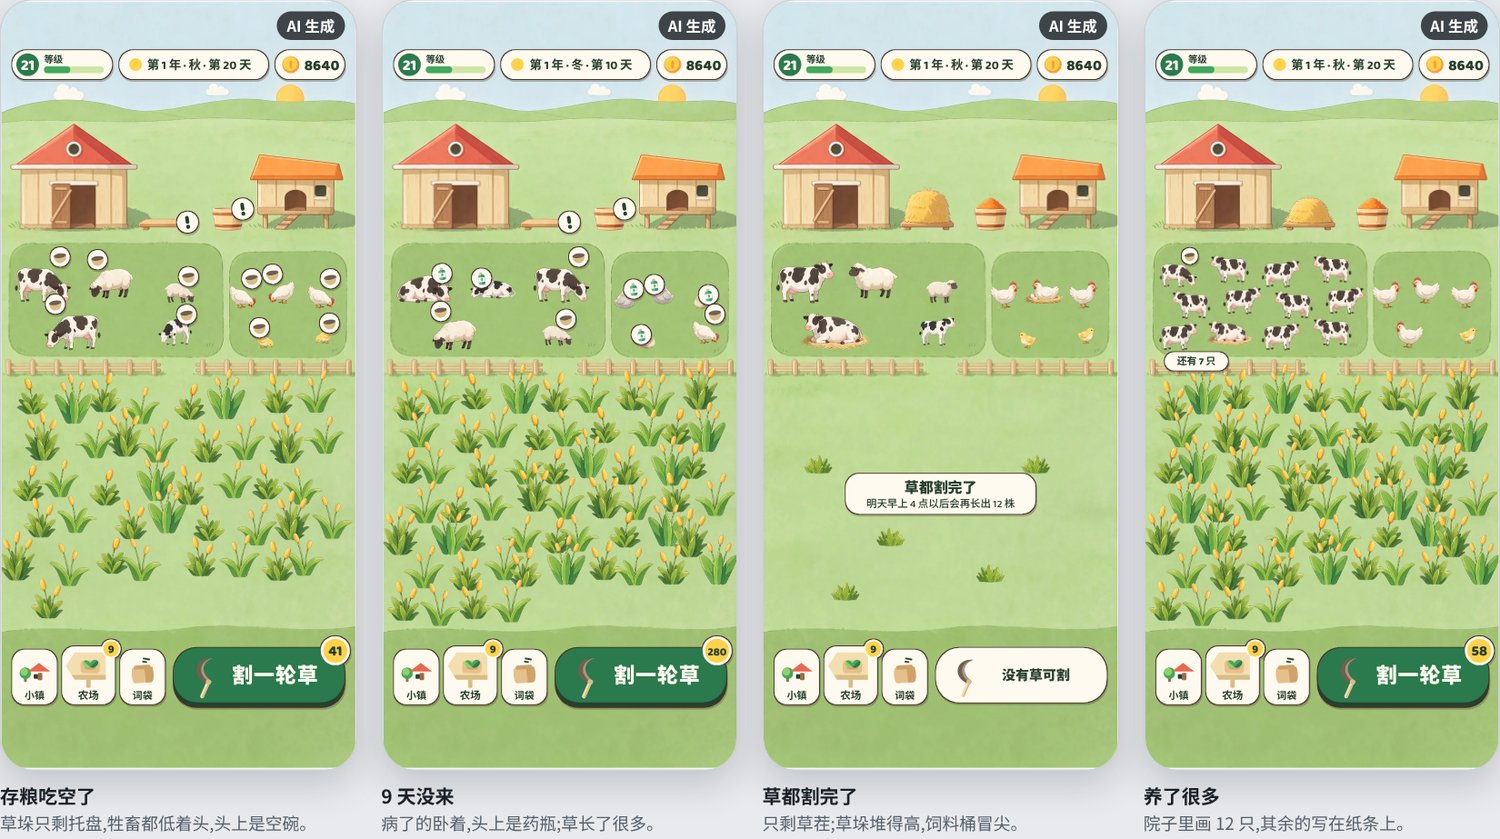 AI 生成
21 等级
第 1 年 · 秋 · 第 20 天
8640
!
!
41
9
割一轮草
小镇
农场
词袋
存粮吃空了
草垛只剩托盘,牲畜都低着头,头上是空碗。
AI 生成
21 等级
第 1 年 · 冬 · 第 10 天
8640
!
!
280
9
割一轮草
小镇
农场
词袋
9 天没来
病了的卧着,头上是药瓶;草长了很多。
AI 生成
21 等级
第 1 年 · 秋 · 第 20 天
8640
草都割完了
明天早上 4 点以后会再长出 12 株
9
没有草可割
小镇
农场
词袋
草都割完了
只剩草茬;草垛堆得高,饲料桶冒尖。
AI 生成
21 等级
第 1 年 · 秋 · 第 20 天
8640
还有 7 只
58
9
割一轮草
小镇
农场
词袋
养了很多
院子里画 12 只,其余的写在纸条上。